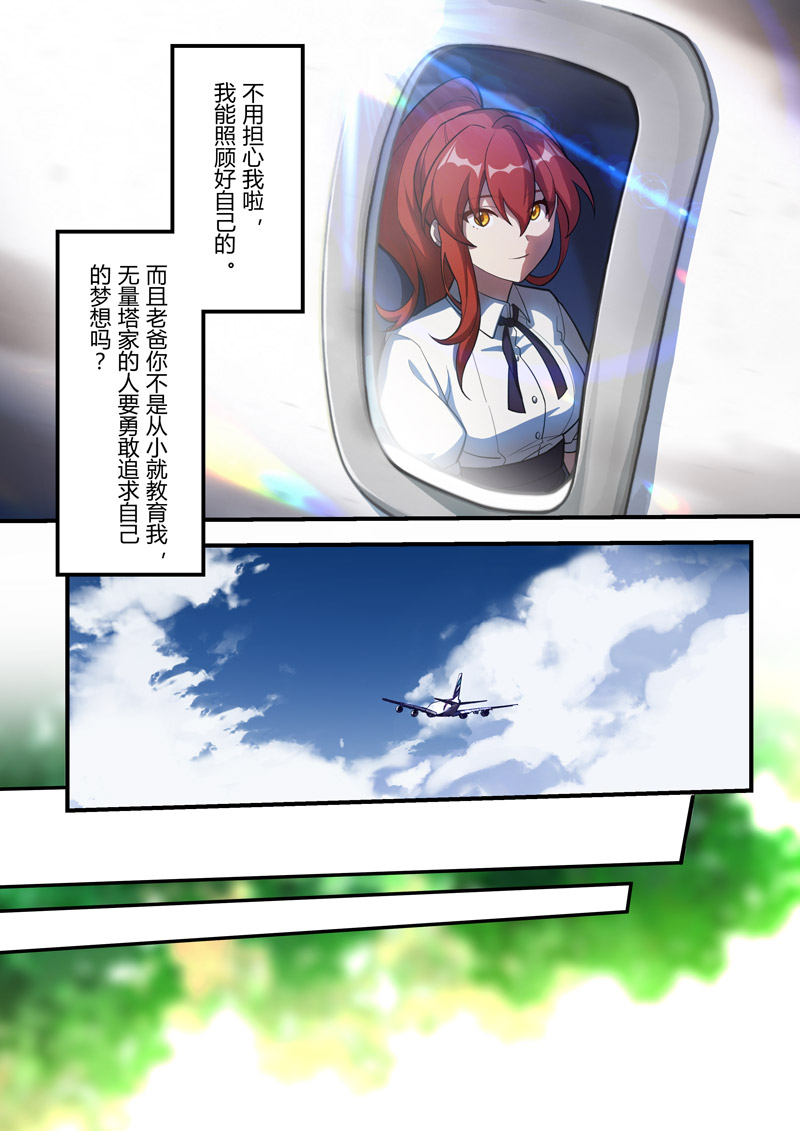 不用担心我啦，
我能照顾好自己的。
而且老爸你不是从小就教育我，
无量塔家的人要勇敢追求自己
的梦想吗？